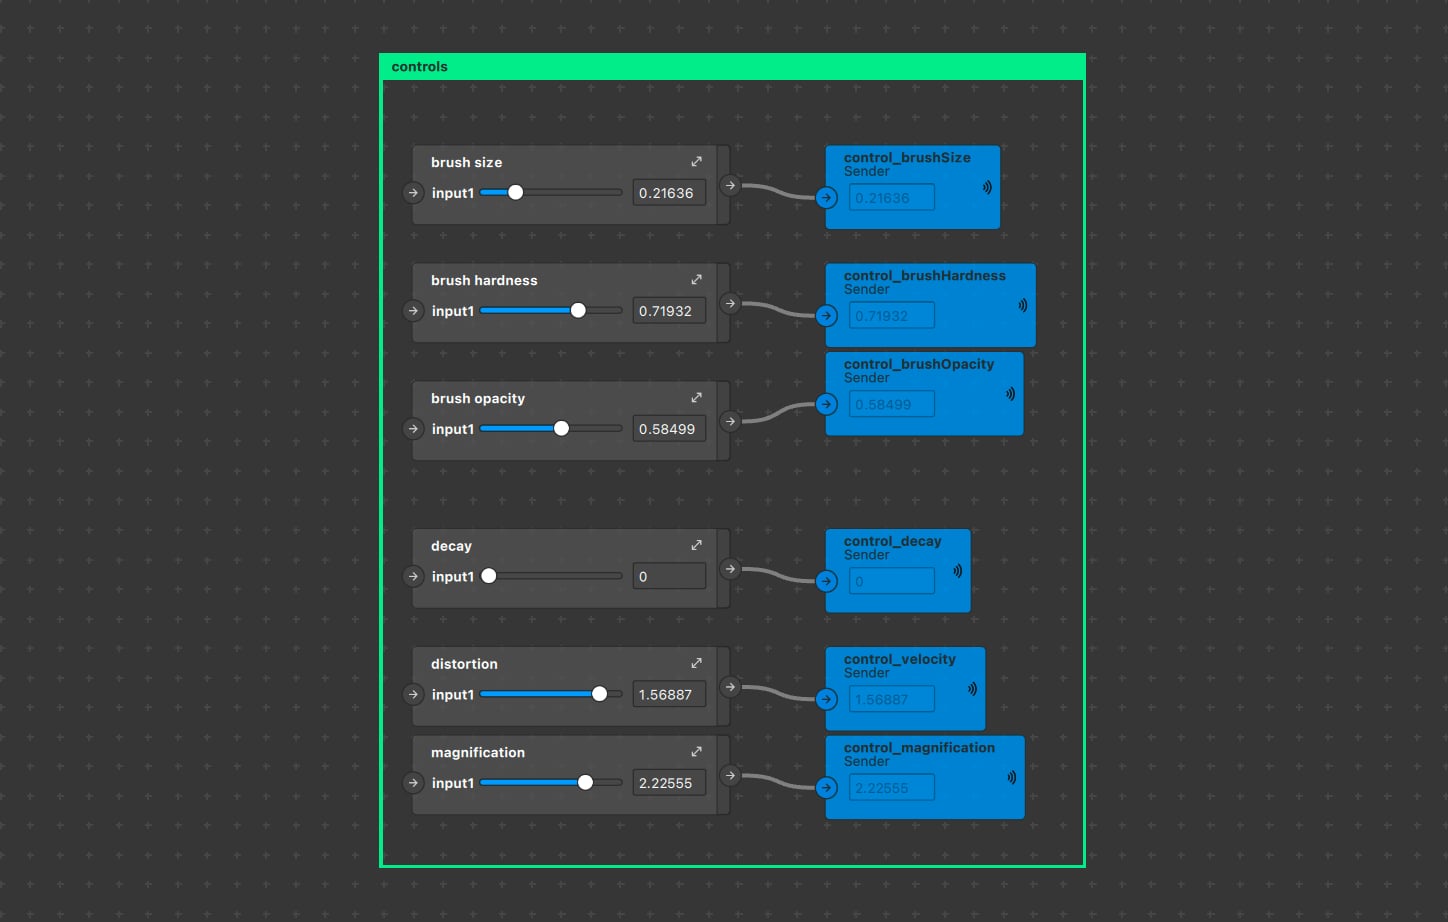 controls
brush size
input1 0.21636
control_brushSize
Sender
0.21636
brush hardness
input1 0.71932
control_brushHardness
Sender
0.71932
brush opacity
input1 0.58499
control_brushOpacity
Sender
0.58499
decay
input1 0
control_decay
Sender
0
distortion
input1 1.56887
control_velocity
Sender
1.56887
magnification
input1 2.22555
control_magnification
Sender
2.22555